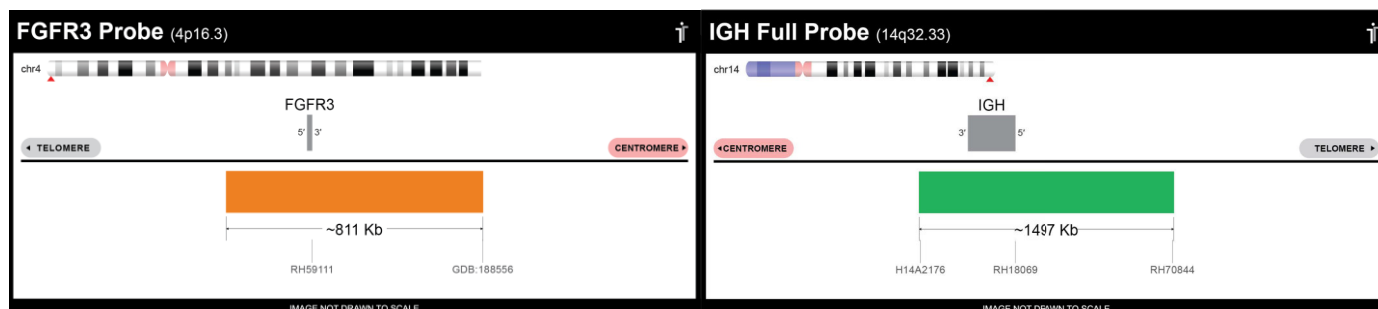 FGFR3 Probe (4p16.3)
chr4
FGFR3
5' 3'
TELOMERE
CENTROMERE
~811 Kb
RH59111 GDB:188556
IMAGE NOT DRAWN TO SCALE
IGH Full Probe (14q32.33)
chr14
IGH
3' 5'
CENTROMERE
TELOMERE
~1497 Kb
H14A2176 RH18069 RH70844
IMAGE NOT DRAWN TO SCALE